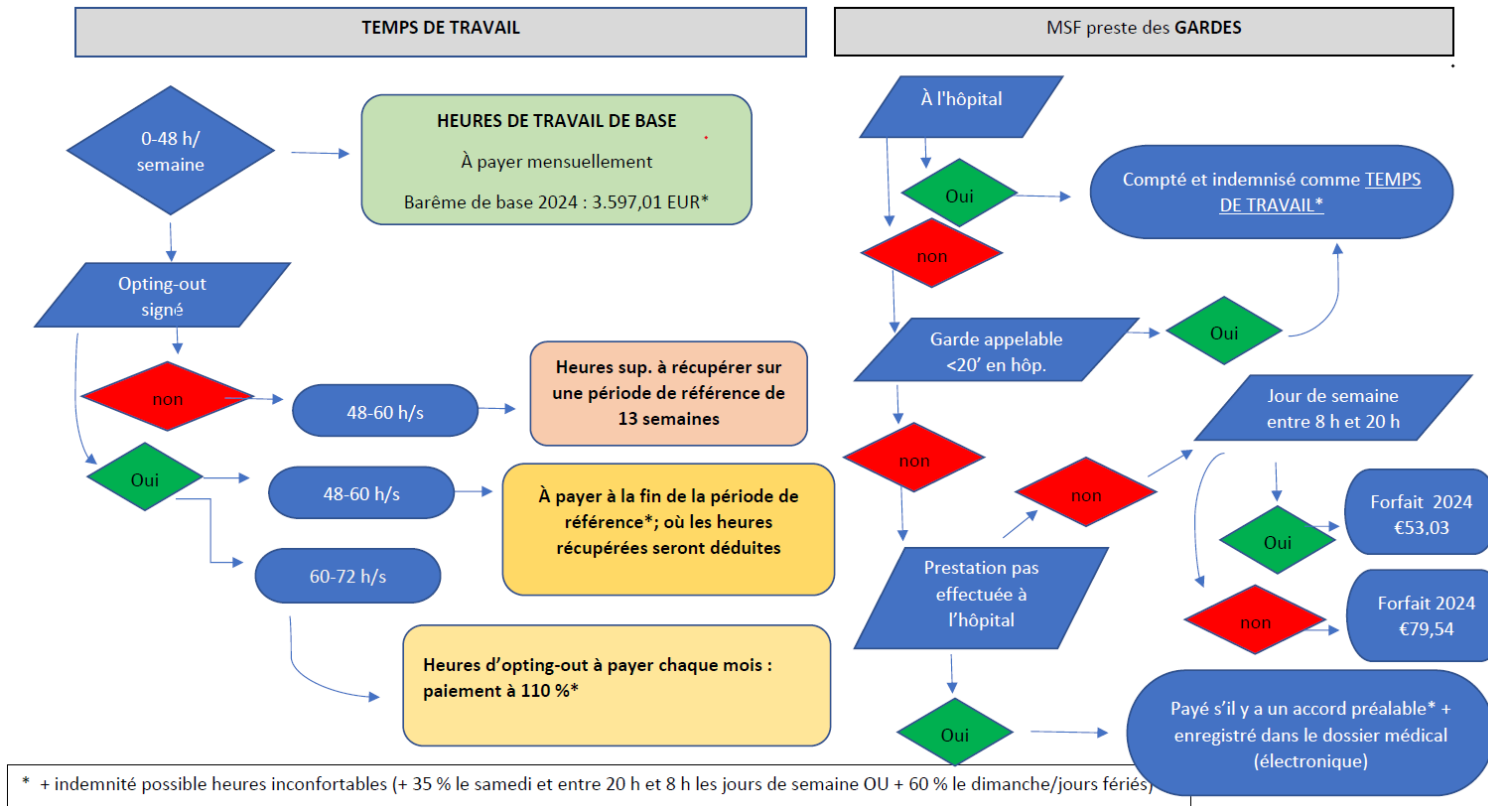 TEMPS DE TRAVAIL
0-48 h/
semaine
HEURES DE TRAVAIL DE BASE
À payer mensuellement
Barême de base 2024 : 3.597,01 EUR*
Opting-out
signé
non
48-60 h/s
Heures sup. à récupérer sur
une période de référence de
13 semaines
Oui
48-60 h/s
À payer à la fin de la période de
référence*; où les heures
récupérées seront déduites
60-72 h/s
Heures d’opting-out à payer chaque mois :
paiement à 110 %*
MSF preste des GARDES
À l'hôpital
Oui
Compté et indemnisé comme TEMPS
DE TRAVAIL*
non
Garde appelable
<20’ en hôp.
Oui
non
Jour de semaine
entre 8 h et 20 h
non
Forfait 2024
€53,03
Oui
Prestation pas
effectuée à
l’hôpital
non
Forfait 2024
€79,54
Oui
Payé s’il y a un accord préalable* +
enregistré dans le dossier médical
(électronique)
* + indemnité possible heures inconfortables (+ 35 % le samedi et entre 20 h et 8 h les jours de semaine OU + 60 % le dimanche/jours fériés)